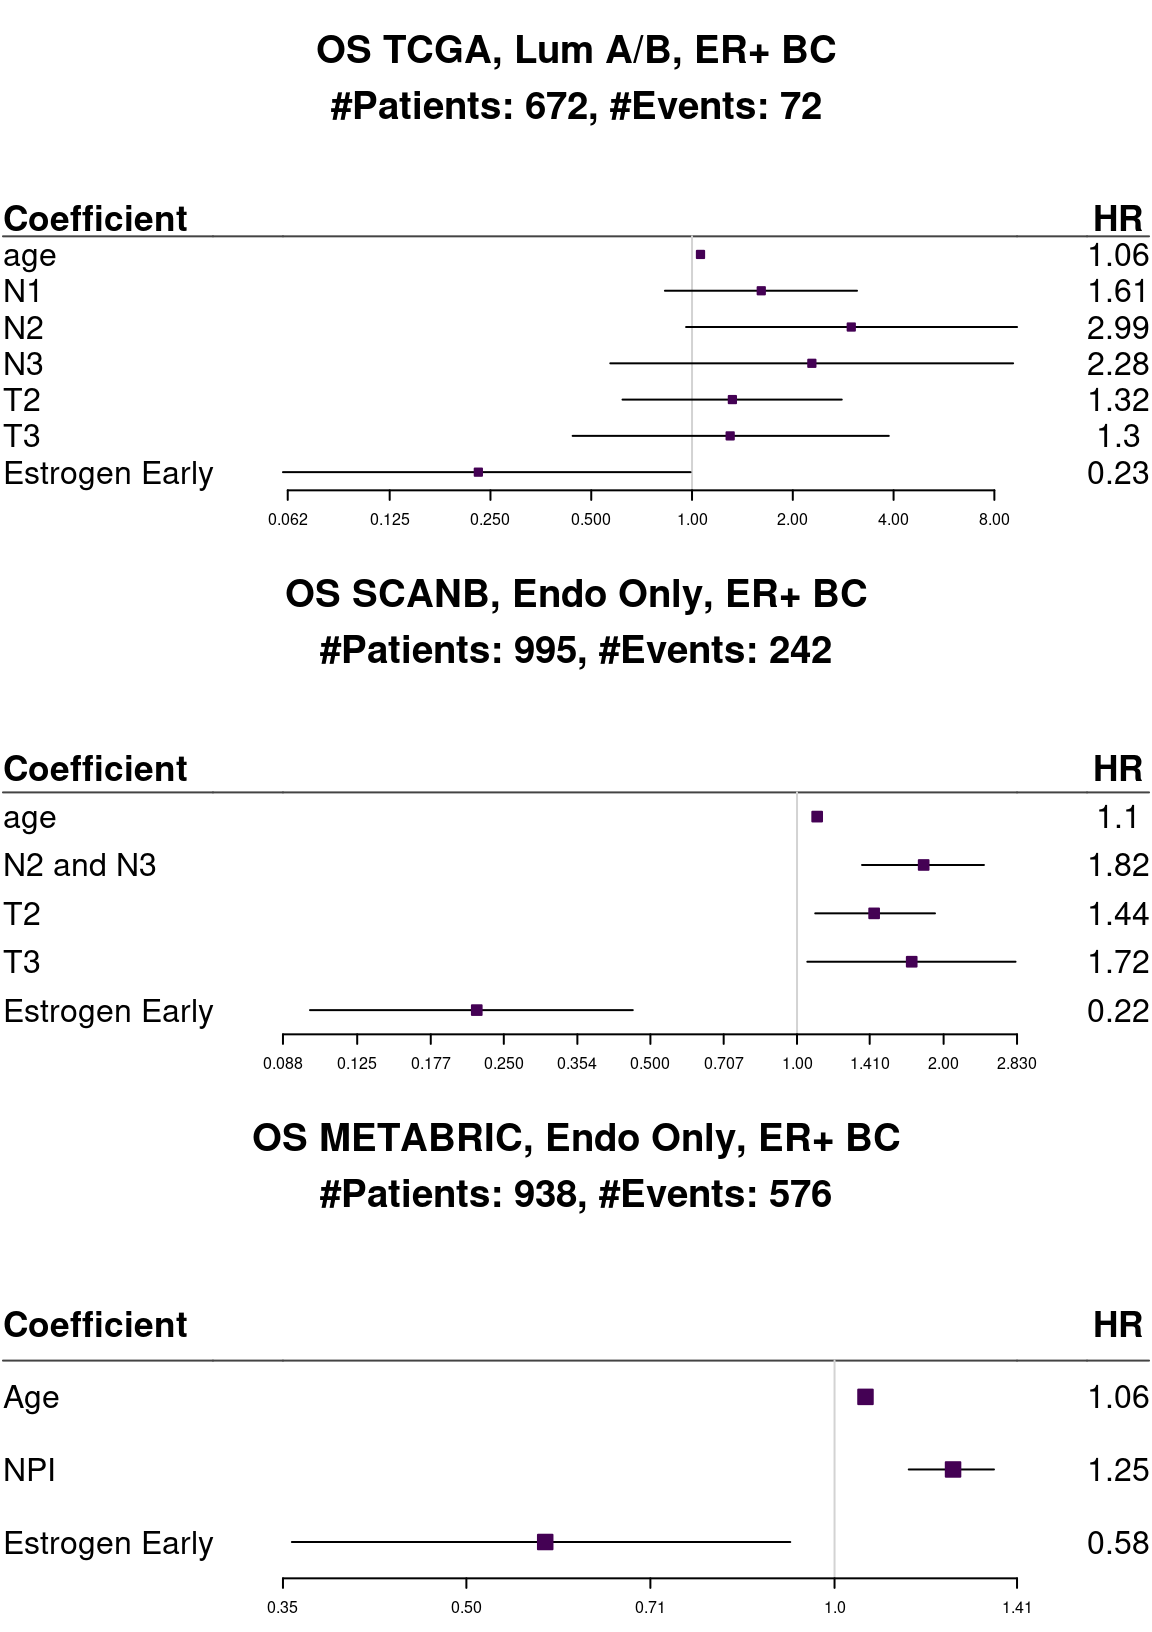 OS TCGA, Lum A/B, ER+ BC
#Patients: 672, #Events: 72
Coefficient HR
age 1.06
N1 1.61
N2 2.99
N3 2.28
T2 1.32
T3 1.3
Estrogen Early 0.23
0.062 0.125 0.250 0.500 1.00 2.00 4.00 8.00
OS SCANB, Endo Only, ER+ BC
#Patients: 995, #Events: 242
Coefficient HR
age 1.1
N2 and N3 1.82
T2 1.44
T3 1.72
Estrogen Early 0.22
0.088 0.125 0.177 0.250 0.354 0.500 0.707 1.00 1.410 2.00 2.830
OS METABRIC, Endo Only, ER+ BC
#Patients: 938, #Events: 576
Coefficient HR
Age 1.06
NPI 1.25
Estrogen Early 0.58
0.35 0.50 0.71 1.0 1.41